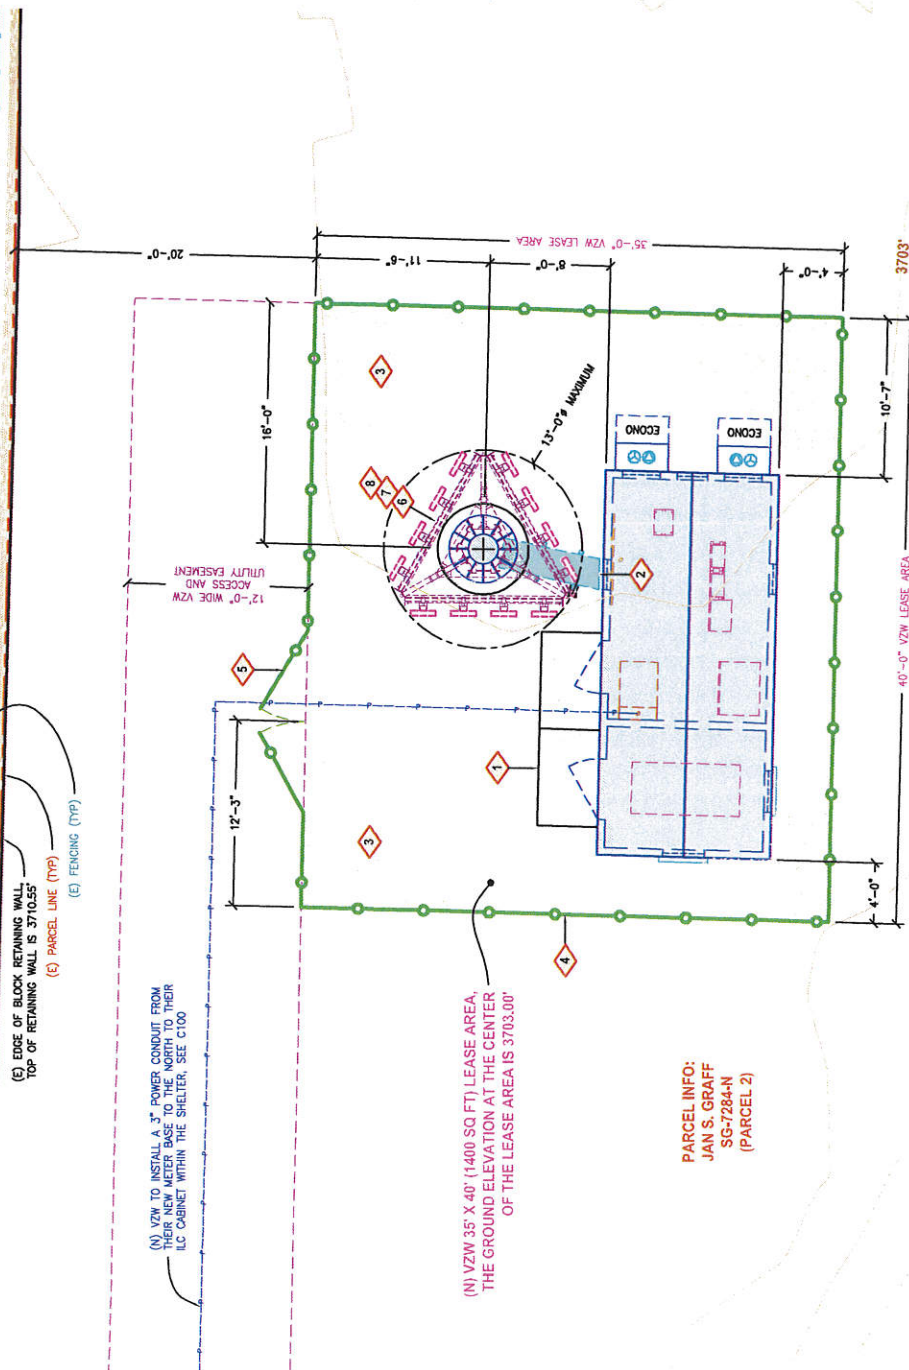 (E) EDGE OF BLOCK RETAINING WALL,
TOP OF RETAINING WALL IS 3710.55'
(E) PARCEL LINE (TYP)
(E) FENCING (TYP)
(N) VZW TO INSTALL A 3" POWER CONDUIT FROM
THEIR NEW METER BASE TO THE NORTH TO THEIR
ILC CABINET WITHIN THE SHELTER, SEE C100
12'-0" WIDE VZW
ACCESS AND
UTILITY EASEMENT
20'-0"
35'-0" VZW LEASE AREA
11'-6"
8'-0"
4'-0"
16'-0"
12'-3"
13'-0"ø MAXIMUM
3
8
7
6
5
2
1
3
4
ECONO
ECONO
10'-7"
4'-0"
40'-0" VZW LEASE AREA
3703'
(N) VZW 35' X 40' (1400 SQ FT) LEASE AREA,
THE GROUND ELEVATION AT THE CENTER
OF THE LEASE AREA IS 3703.00'
PARCEL INFO:
JAN S. GRAFF
SG-7284-N
(PARCEL 2)